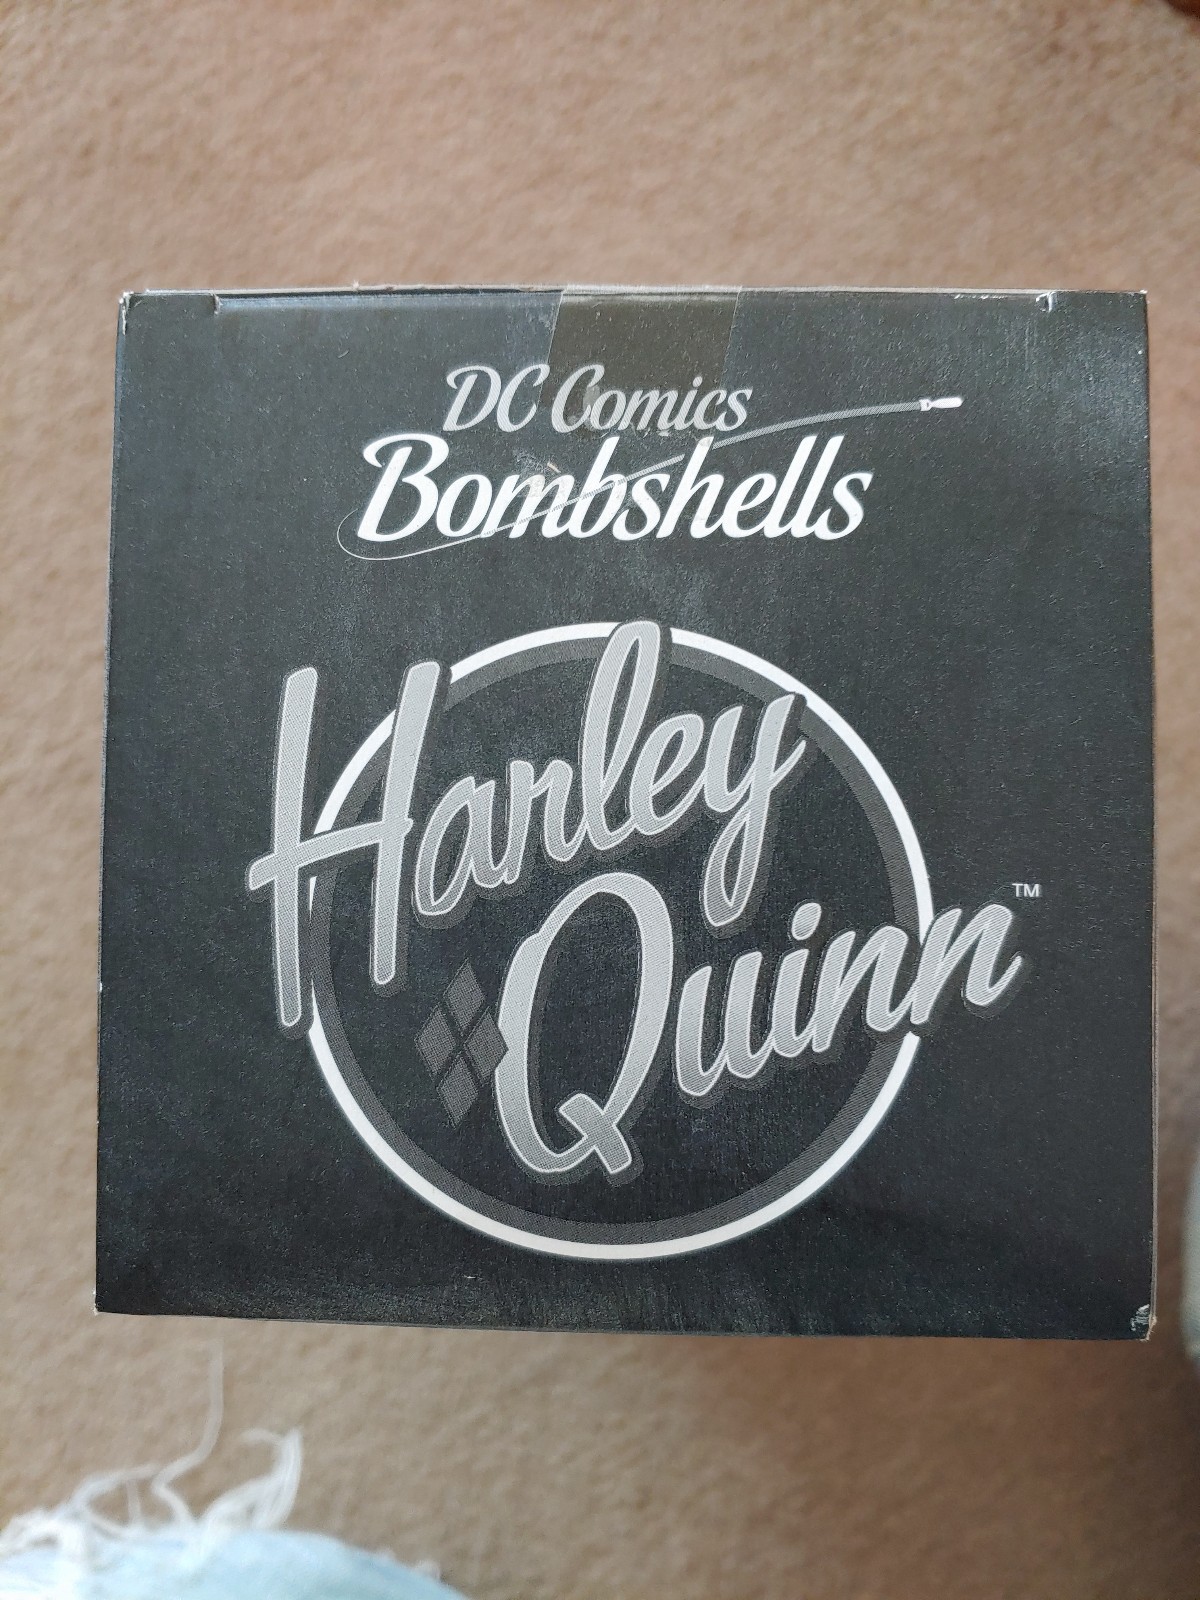 DC Comics
Bombshells
Harley
Quinn™